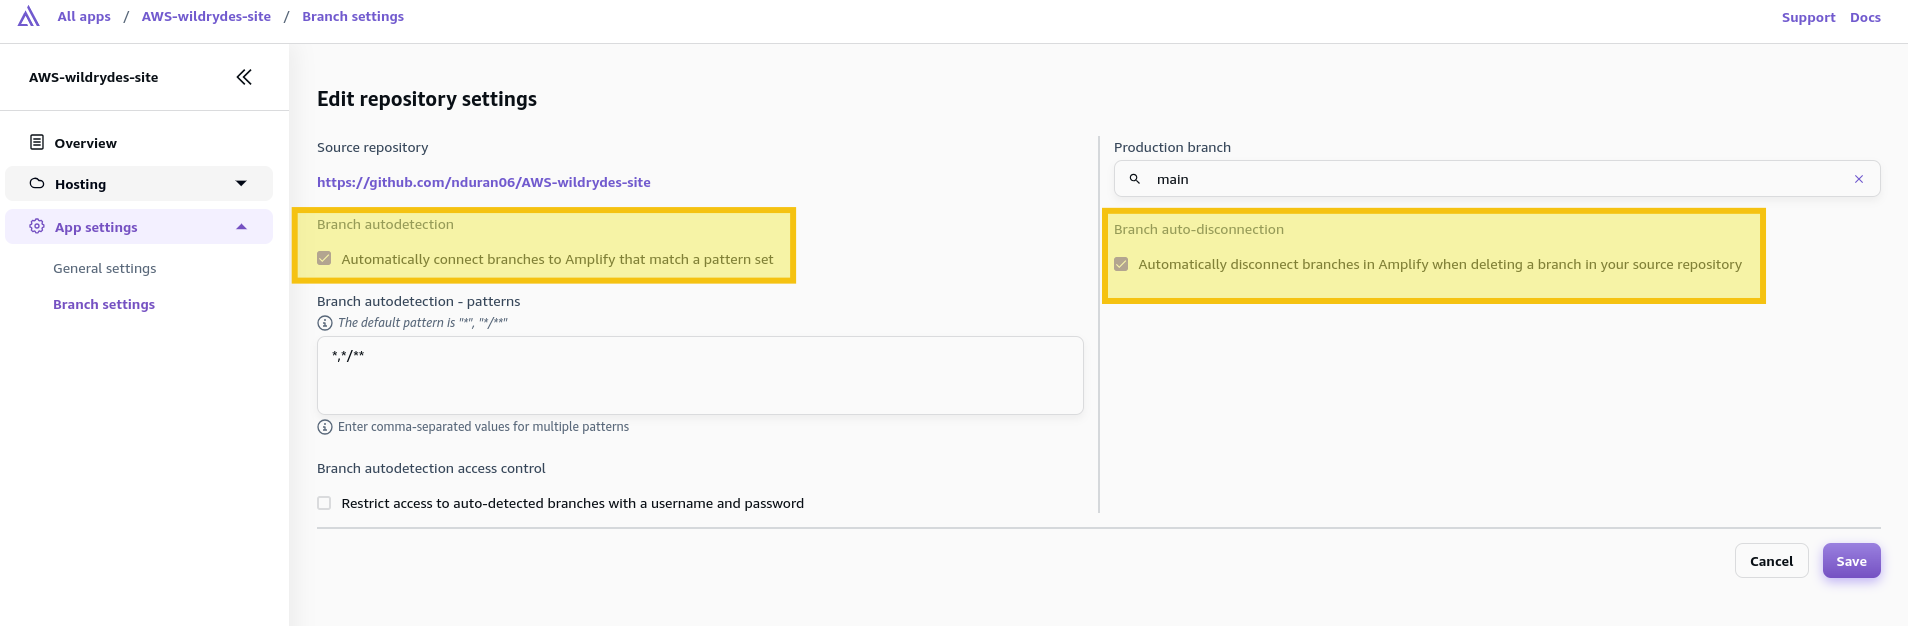 All apps / AWS-wildrydes-site / Branch settings
Support Docs
AWS-wildrydes-site
Overview
Hosting
App settings
General settings
Branch settings
Edit repository settings
Source repository
https://github.com/nduran06/AWS-wildrydes-site
Branch autodetection
Automatically connect branches to Amplify that match a pattern set
Branch autodetection - patterns
The default pattern is "*", "*/**"
*,*/**
Enter comma-separated values for multiple patterns
Branch autodetection access control
Restrict access to auto-detected branches with a username and password
Production branch
main
Branch auto-disconnection
Automatically disconnect branches in Amplify when deleting a branch in your source repository
Cancel Save